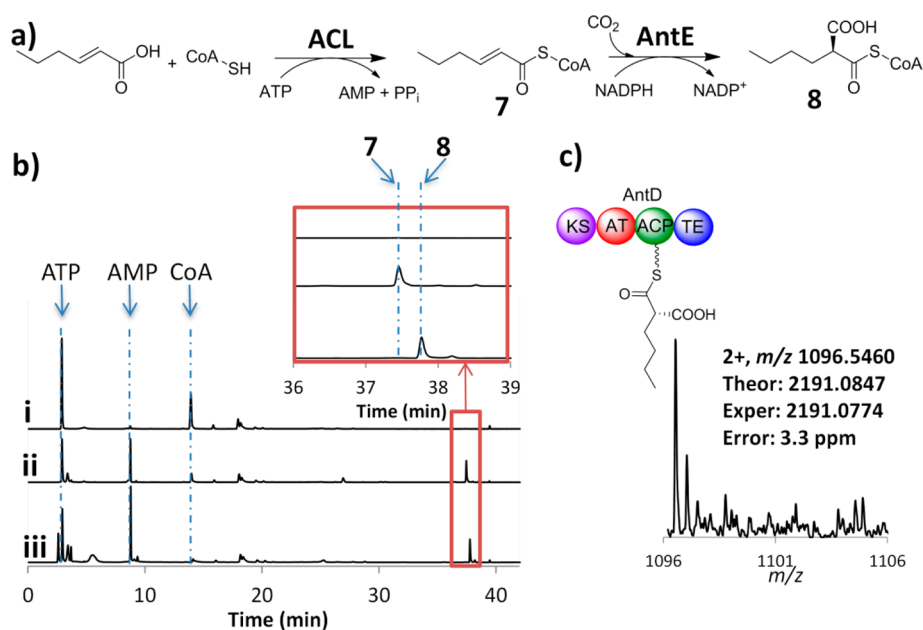 a)
OH
O
+
CoA
SH
ACL
ATP
AMP + PPi
S
CoA
O
7
CO2
AntE
NADPH
NADP+
COOH
S
CoA
O
8
b)
7
8
36
37
38
39
Time (min)
ATP
AMP
CoA
i
ii
iii
0
10
20
30
40
Time (min)
c)
AntD
KS
AT
ACP
TE
S
O
COOH
2+, m/z 1096.5460
Theor: 2191.0847
Exper: 2191.0774
Error: 3.3 ppm
1096
1101
1106
m/z